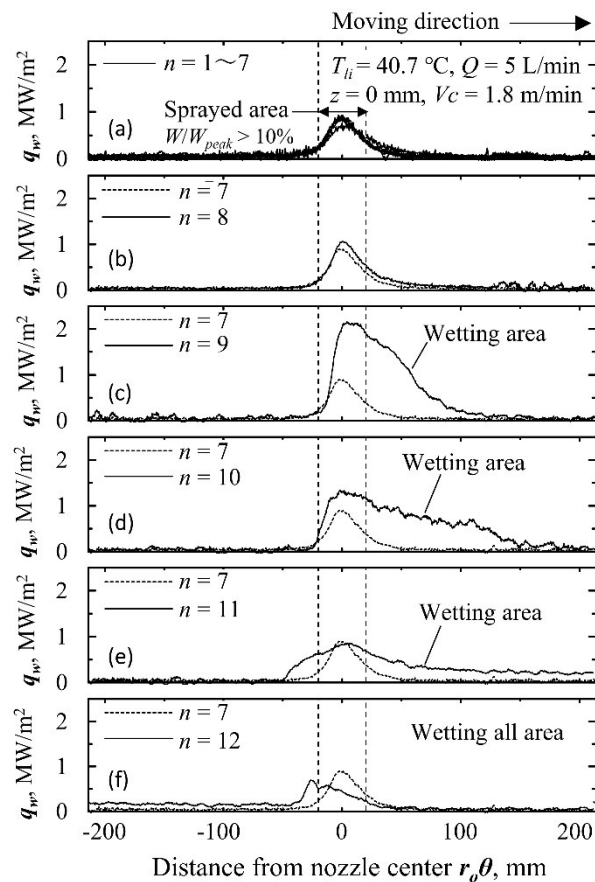 Moving direction
n = 1～7
T_li = 40.7 °C, Q = 5 L/min
z = 0 mm, Vc = 1.8 m/min
Sprayed area
W/W_peak > 10%
(a)
q_w, MW/m²
2
1
0
n = 7
n = 8
(b)
q_w, MW/m²
2
1
0
n = 7
n = 9
Wetting area
(c)
q_w, MW/m²
2
1
0
n = 7
n = 10
Wetting area
(d)
q_w, MW/m²
2
1
0
n = 7
n = 11
Wetting area
(e)
q_w, MW/m²
2
1
0
n = 7
n = 12
Wetting all area
(f)
q_w, MW/m²
2
1
0
-200 -100 0 100 200
Distance from nozzle center r_oθ, mm